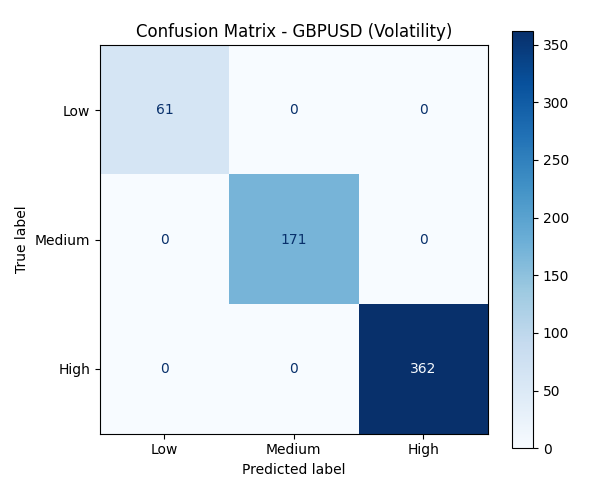 Confusion Matrix - GBPUSD (Volatility)
True label
Low 61 0 0
Medium 0 171 0
High 0 0 362
Low Medium High
Predicted label
350
300
250
200
150
100
50
0